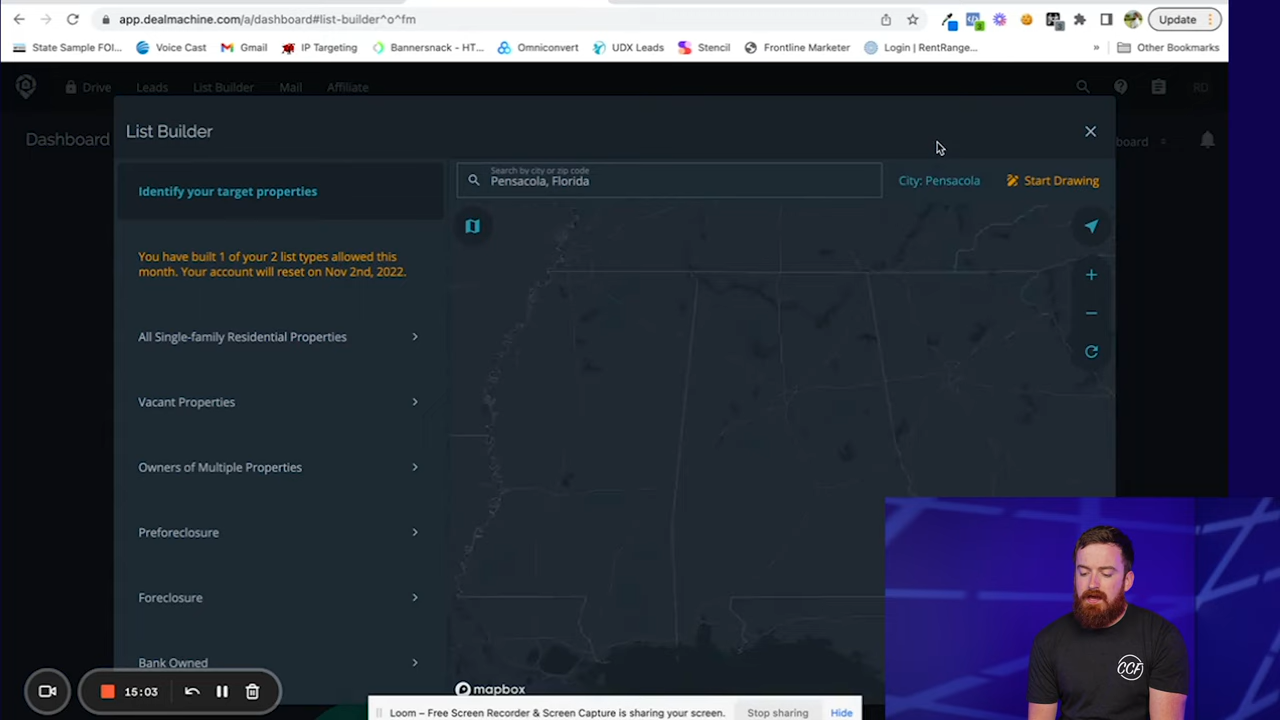 app.dealmachine.com/a/dashboard#list-builder^o^fm
Update
State Sample FOI...
Voice Cast
Gmail
IP Targeting
Bannersnack - HT...
Omniconvert
UDX Leads
Stencil
Frontline Marketer
Login | RentRange...
»
Other Bookmarks
Drive
Leads
List Builder
Mail
Affiliate
RD
Dashboard
board
List Builder
Identify your target properties
Search by city or zip code
Pensacola, Florida
City: Pensacola
Start Drawing
You have built 1 of your 2 list types allowed this
month. Your account will reset on Nov 2nd, 2022.
All Single-family Residential Properties
Vacant Properties
Owners of Multiple Properties
Preforeclosure
Foreclosure
Bank Owned
mapbox
15:03
Loom – Free Screen Recorder & Screen Capture is sharing your screen.
Stop sharing
Hide
CCF